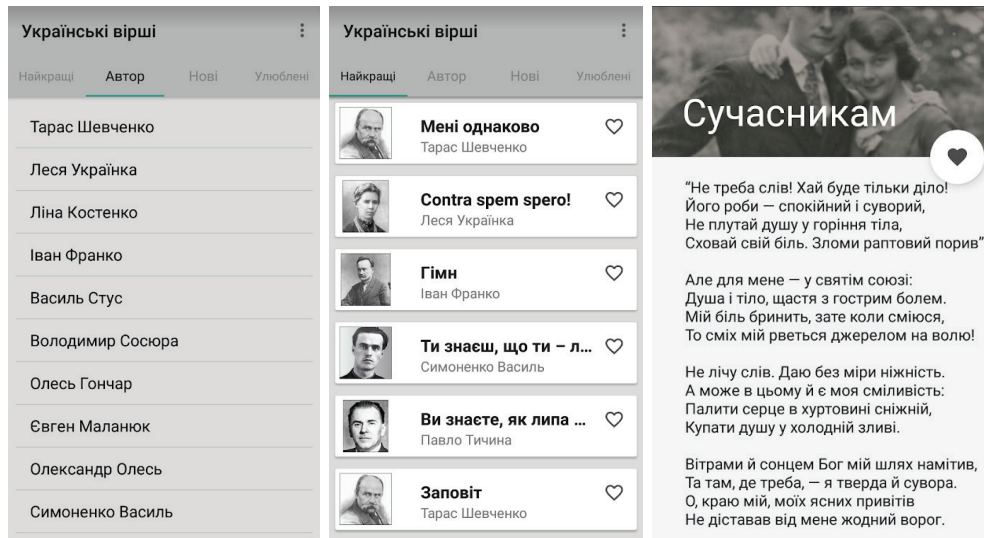 Українські вірші
Найкращі Автор Нові Улюблені
Тарас Шевченко
Леся Українка
Ліна Костенко
Іван Франко
Василь Стус
Володимир Сосюра
Олесь Гончар
Євген Маланюк
Олександр Олесь
Симоненко Василь
Українські вірші
Найкращі Автор Нові Улюблені
Мені однаково
Тарас Шевченко
Contra spem spero!
Леся Українка
Гімн
Іван Франко
Ти знаєш, що ти – л...
Симоненко Василь
Ви знаєте, як липа ...
Павло Тичина
Заповіт
Тарас Шевченко
Сучасникам
“Не треба слів! Хай буде тільки діло!
Його роби — спокійний і суворий,
Не плутай душу у горіння тіла,
Сховай свій біль. Зломи раптовий порив”
Але для мене — у святім союзі:
Душа і тіло, щастя з гострим болем.
Мій біль бринить, зате коли сміюся,
То сміх мій рветься джерелом на волю!
Не лічу слів. Даю без міри ніжність.
А може в цьому й є моя сміливість:
Палити серце в хуртовині сніжній,
Купати душу у холодній зливі.
Вітрами й сонцем Бог мій шлях намітив,
Та там, де треба, — я тверда й сувора.
О, краю мій, моїх ясних привітів
Не діставав від мене жодний ворог.